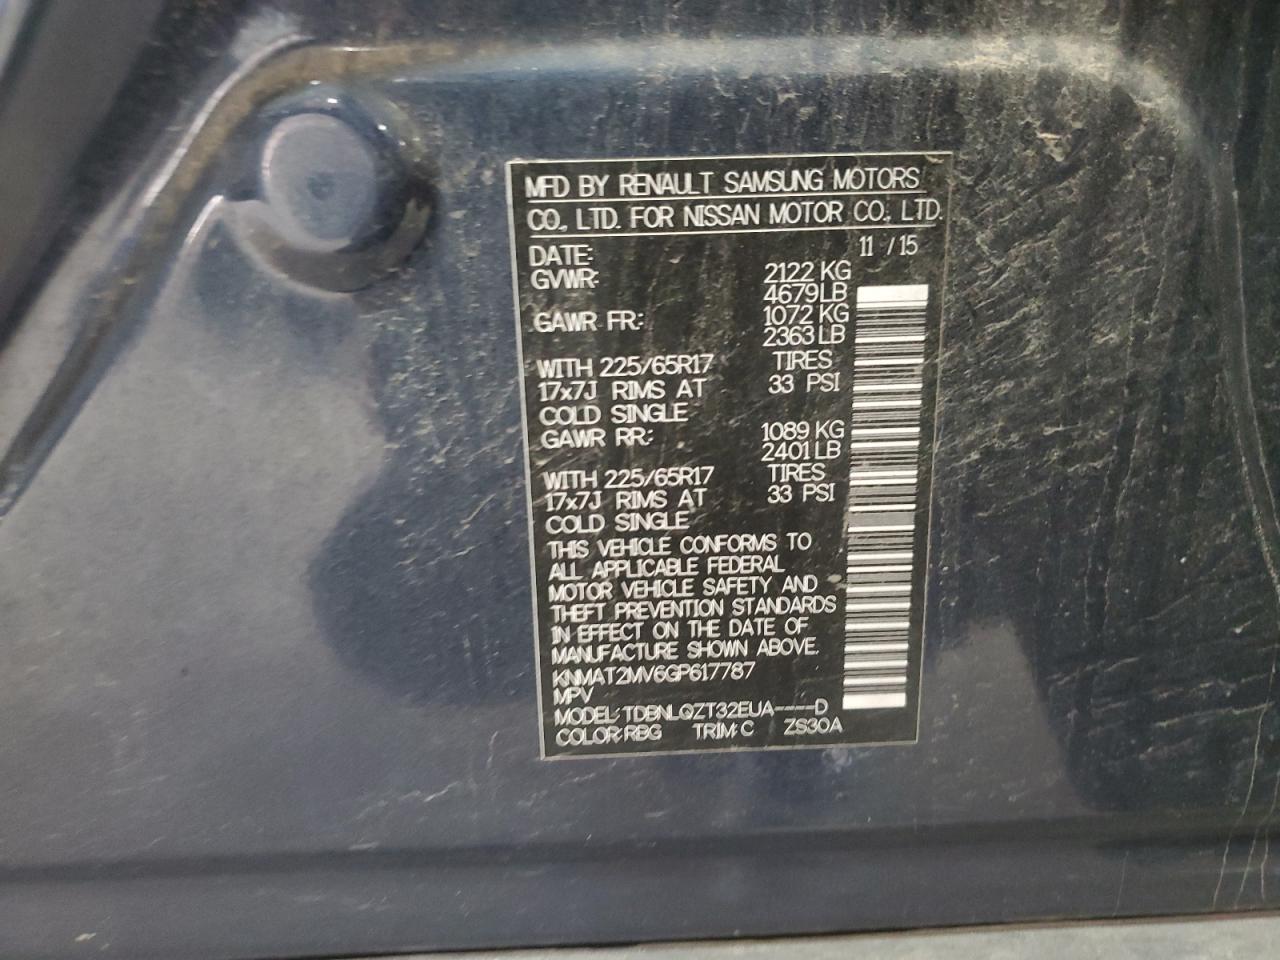 MFD BY RENAULT SAMSUNG MOTORS
CO., LTD. FOR NISSAN MOTOR CO., LTD.
DATE: 11 /15
GVWR: 2122 KG
4679LB
GAWR FR: 1072 KG
2363LB
WITH 225/65R17 TIRES
17x7J RIMS AT 33 PSI
COLD SINGLE
GAWR RR: 1089 KG
2401LB
WITH 225/65R17 TIRES
17x7J RIMS AT 33 PSI
COLD SINGLE
THIS VEHICLE CONFORMS TO
ALL APPLICABLE FEDERAL
MOTOR VEHICLE SAFETY AND
THEFT PREVENTION STANDARDS
IN EFFECT ON THE DATE OF
MANUFACTURE SHOWN ABOVE.
KNMAT2MV6GP617787
MPV
MODEL:TDBNLQZT32EUA----D
COLOR:RBG TRIM:C ZS30A